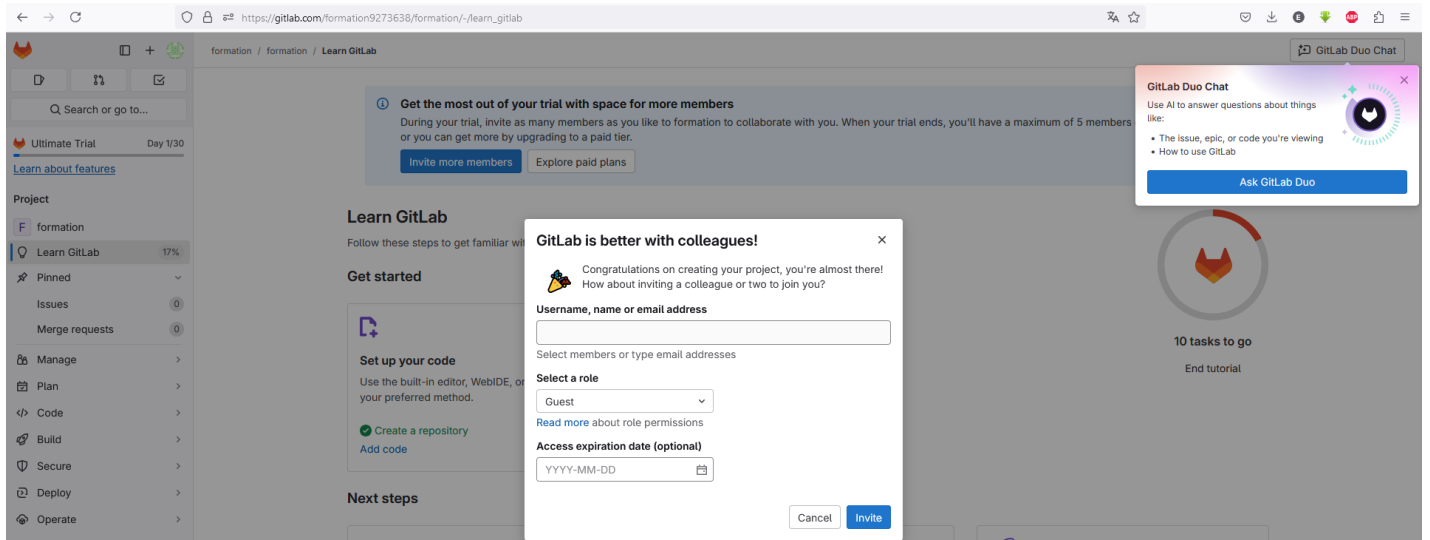 https://gitlab.com/formation9273638/formation/-/learn_gitlab
formation / formation / Learn GitLab
GitLab Duo Chat
Search or go to...
Ultimate Trial Day 1/30
Learn about features
Project
F formation
Learn GitLab 17%
Pinned
Issues 0
Merge requests 0
Manage
Plan
Code
Build
Secure
Deploy
Operate
Get the most out of your trial with space for more members
During your trial, invite as many members as you like to formation to collaborate with you. When your trial ends, you'll have a maximum of 5 members
or you can get more by upgrading to a paid tier.
Invite more members Explore paid plans
GitLab Duo Chat
Use AI to answer questions about things
like:
• The issue, epic, or code you're viewing
• How to use GitLab
Ask GitLab Duo
Learn GitLab
Follow these steps to get familiar wi
Get started
Set up your code
Use the built-in editor, WebIDE, or
your preferred method.
Create a repository
Add code
Next steps
GitLab is better with colleagues!
Congratulations on creating your project, you're almost there!
How about inviting a colleague or two to join you?
Username, name or email address
Select members or type email addresses
Select a role
Guest
Read more about role permissions
Access expiration date (optional)
YYYY-MM-DD
Cancel Invite
10 tasks to go
End tutorial